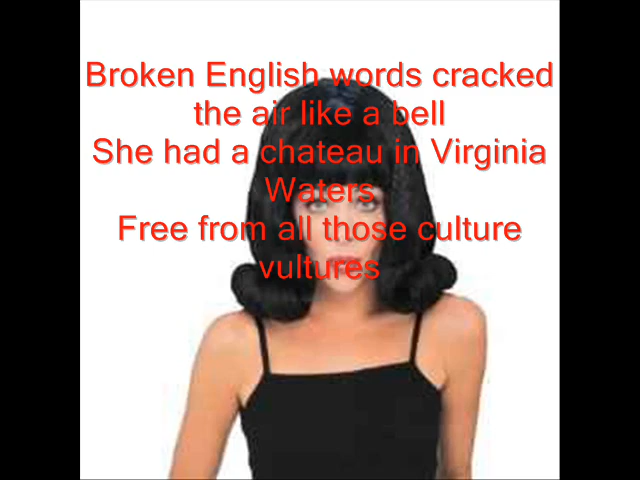 Broken English words cracked
the air like a bell
She had a chateau in Virginia
Waters
Free from all those culture
vultures